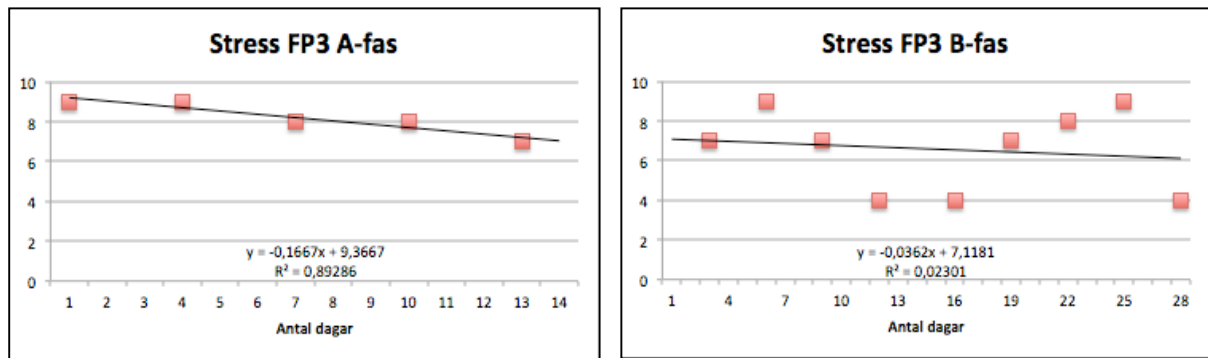 Stress FP3 A-fas
10
8
6
4
2
0
y = -0,1667x + 9,3667
R² = 0,89286
1 2 3 4 5 6 7 8 9 10 11 12 13 14
Antal dagar
Stress FP3 B-fas
10
8
6
4
2
0
y = -0,0362x + 7,1181
R² = 0,02301
1 4 7 10 13 16 19 22 25 28
Antal dagar